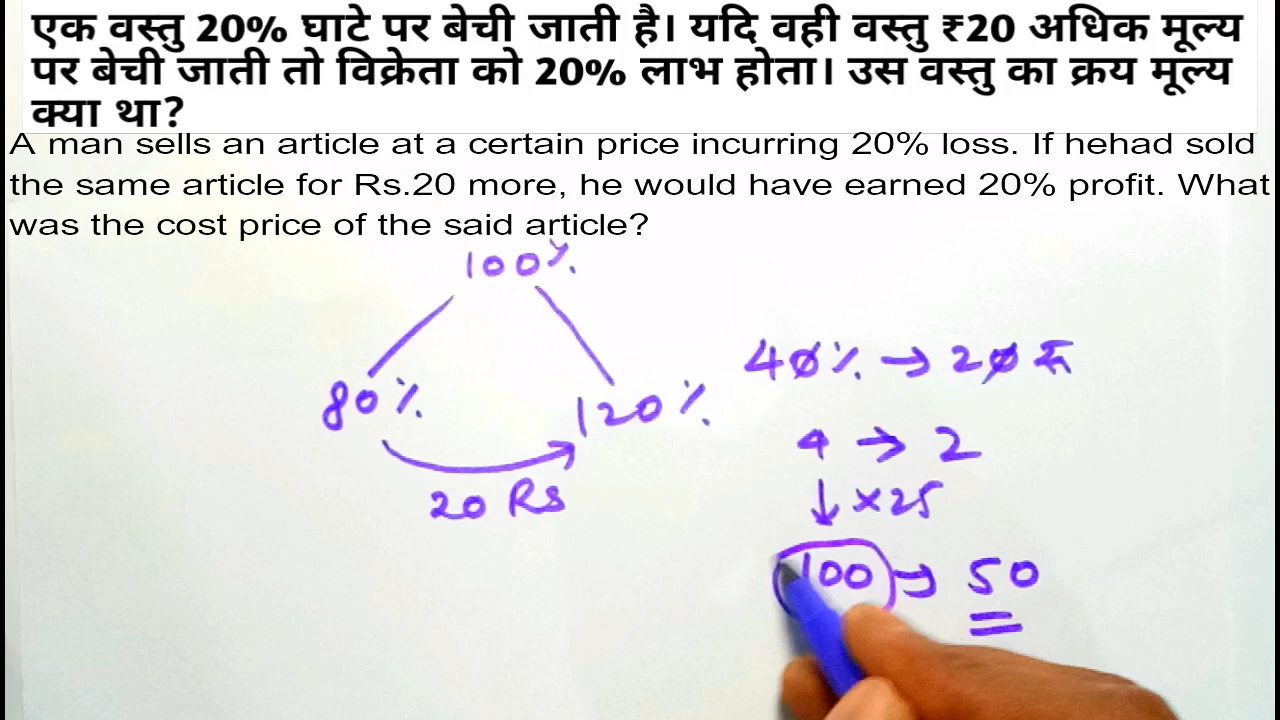 एक वस्तु 20% घाटे पर बेची जाती है। यदि वही वस्तु ₹20 अधिक मूल्य
पर बेची जाती तो विक्रेता को 20% लाभ होता। उस वस्तु का क्रय मूल्य
क्या था?
A man sells an article at a certain price incurring 20% loss. If hehad sold
the same article for Rs.20 more, he would have earned 20% profit. What
was the cost price of the said article?
100%
80%
120%
20 Rs
40% → 20 ₹
4 → 2
↓ ×25
100 → 50